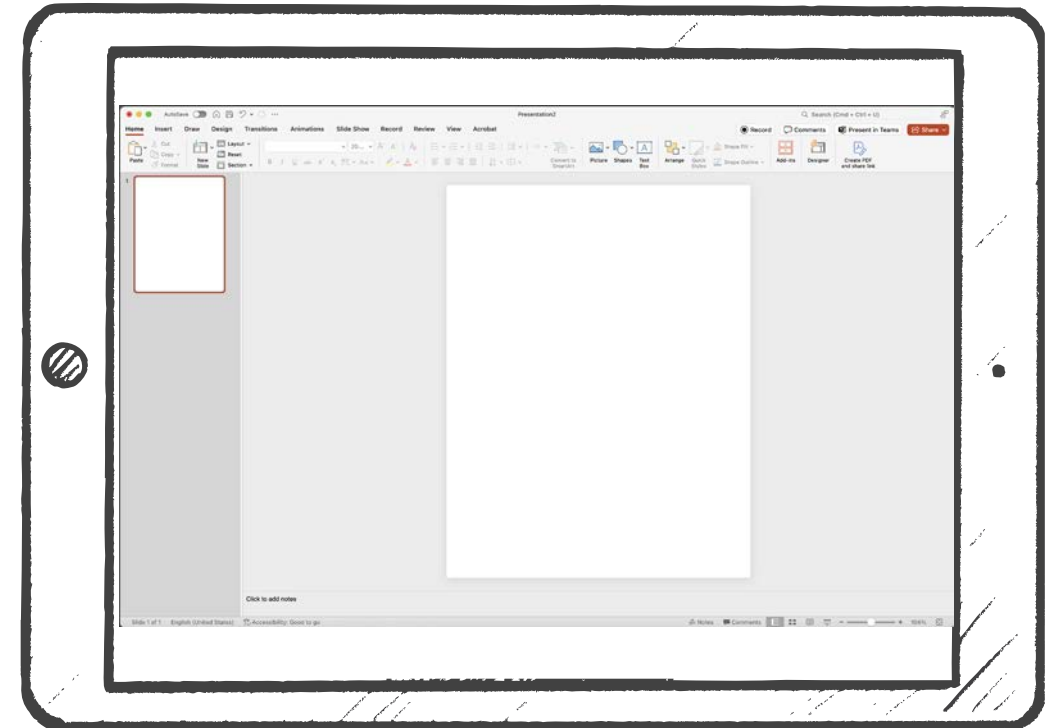 AutoSave
Presentation2
Search (Cmd + Ctrl + U)
Home Insert Draw Design Transitions Animations Slide Show Record Review View Acrobat
Record Comments Present in Teams Share
Paste
Cut
Copy
Format
New Slide
Layout
Reset
Section
Convert to SmartArt
Picture
Shapes
Text Box
Arrange
Quick Styles
Shape Fill
Shape Outline
Add-ins
Designer
Create PDF and share link
1
Click to add notes
Slide 1 of 1 English (United States) Accessibility: Good to go
Notes Comments